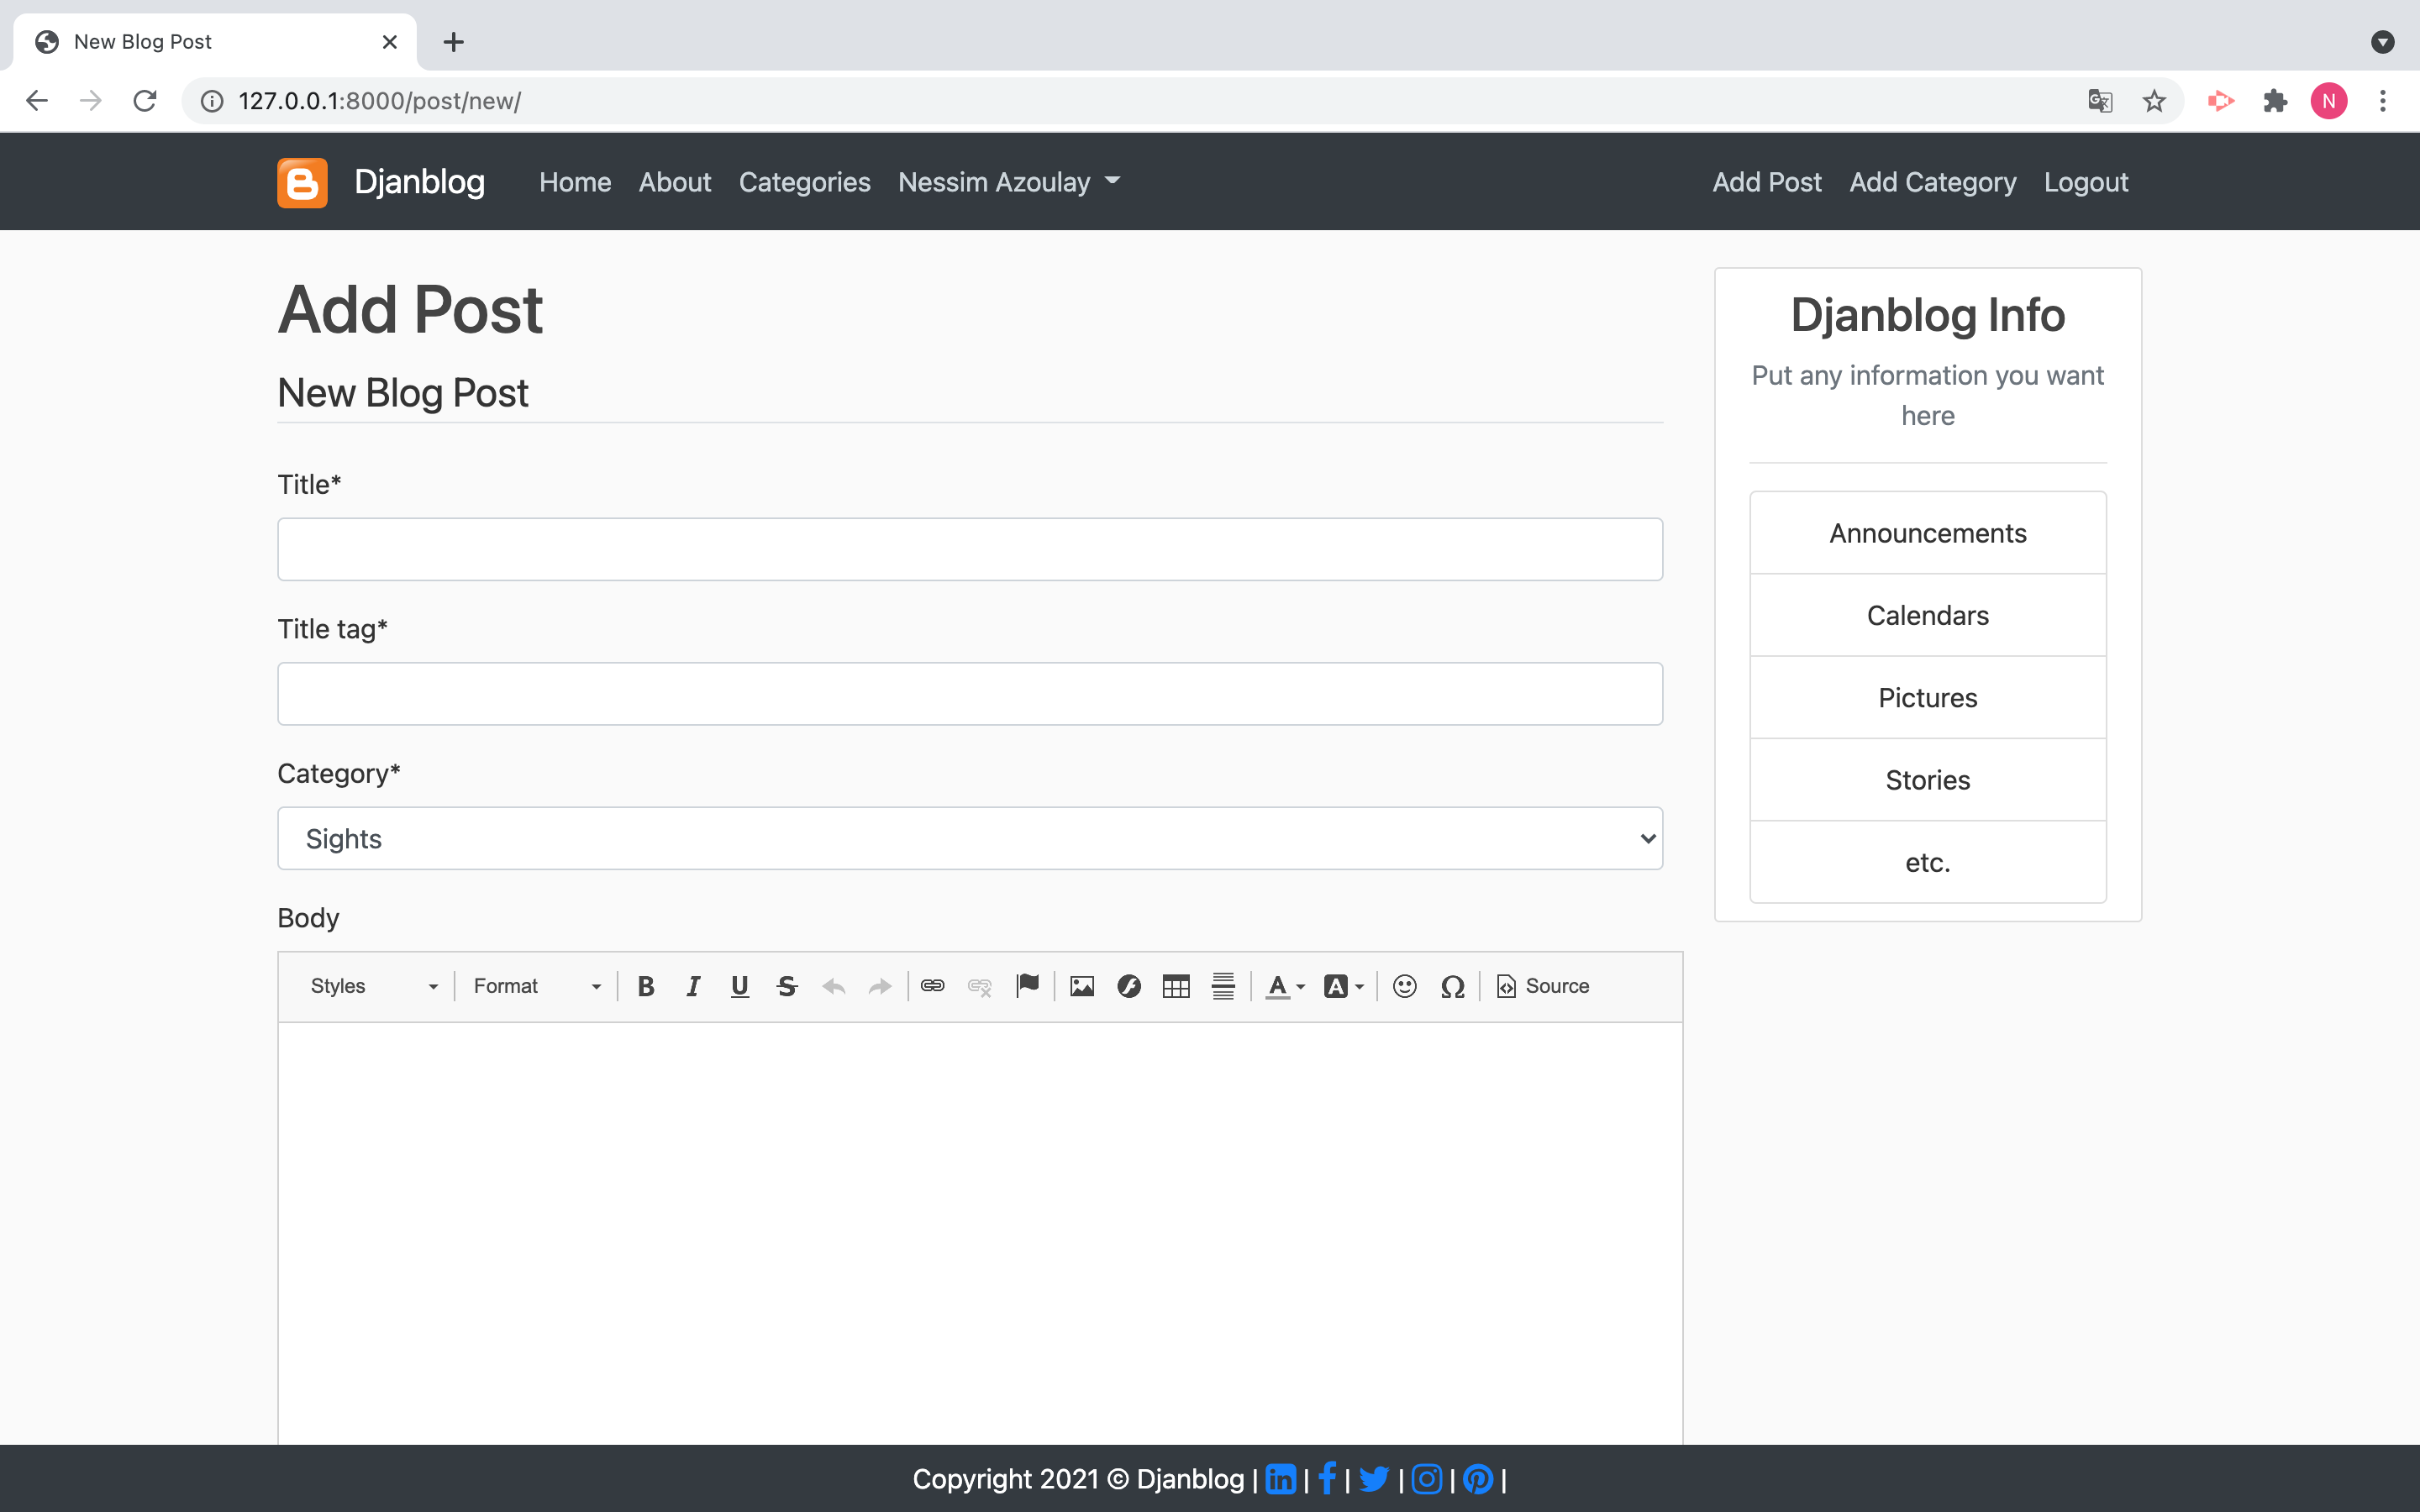 New Blog Post
127.0.0.1:8000/post/new/
N
Djanblog Home About Categories Nessim Azoulay Add Post Add Category Logout
Add Post
New Blog Post
Title*
Title tag*
Category*
Sights
Body
Styles Format B I U S A A Ω Source
Djanblog Info
Put any information you want
here
Announcements
Calendars
Pictures
Stories
etc.
Copyright 2021 © Djanblog | in | f | | | |